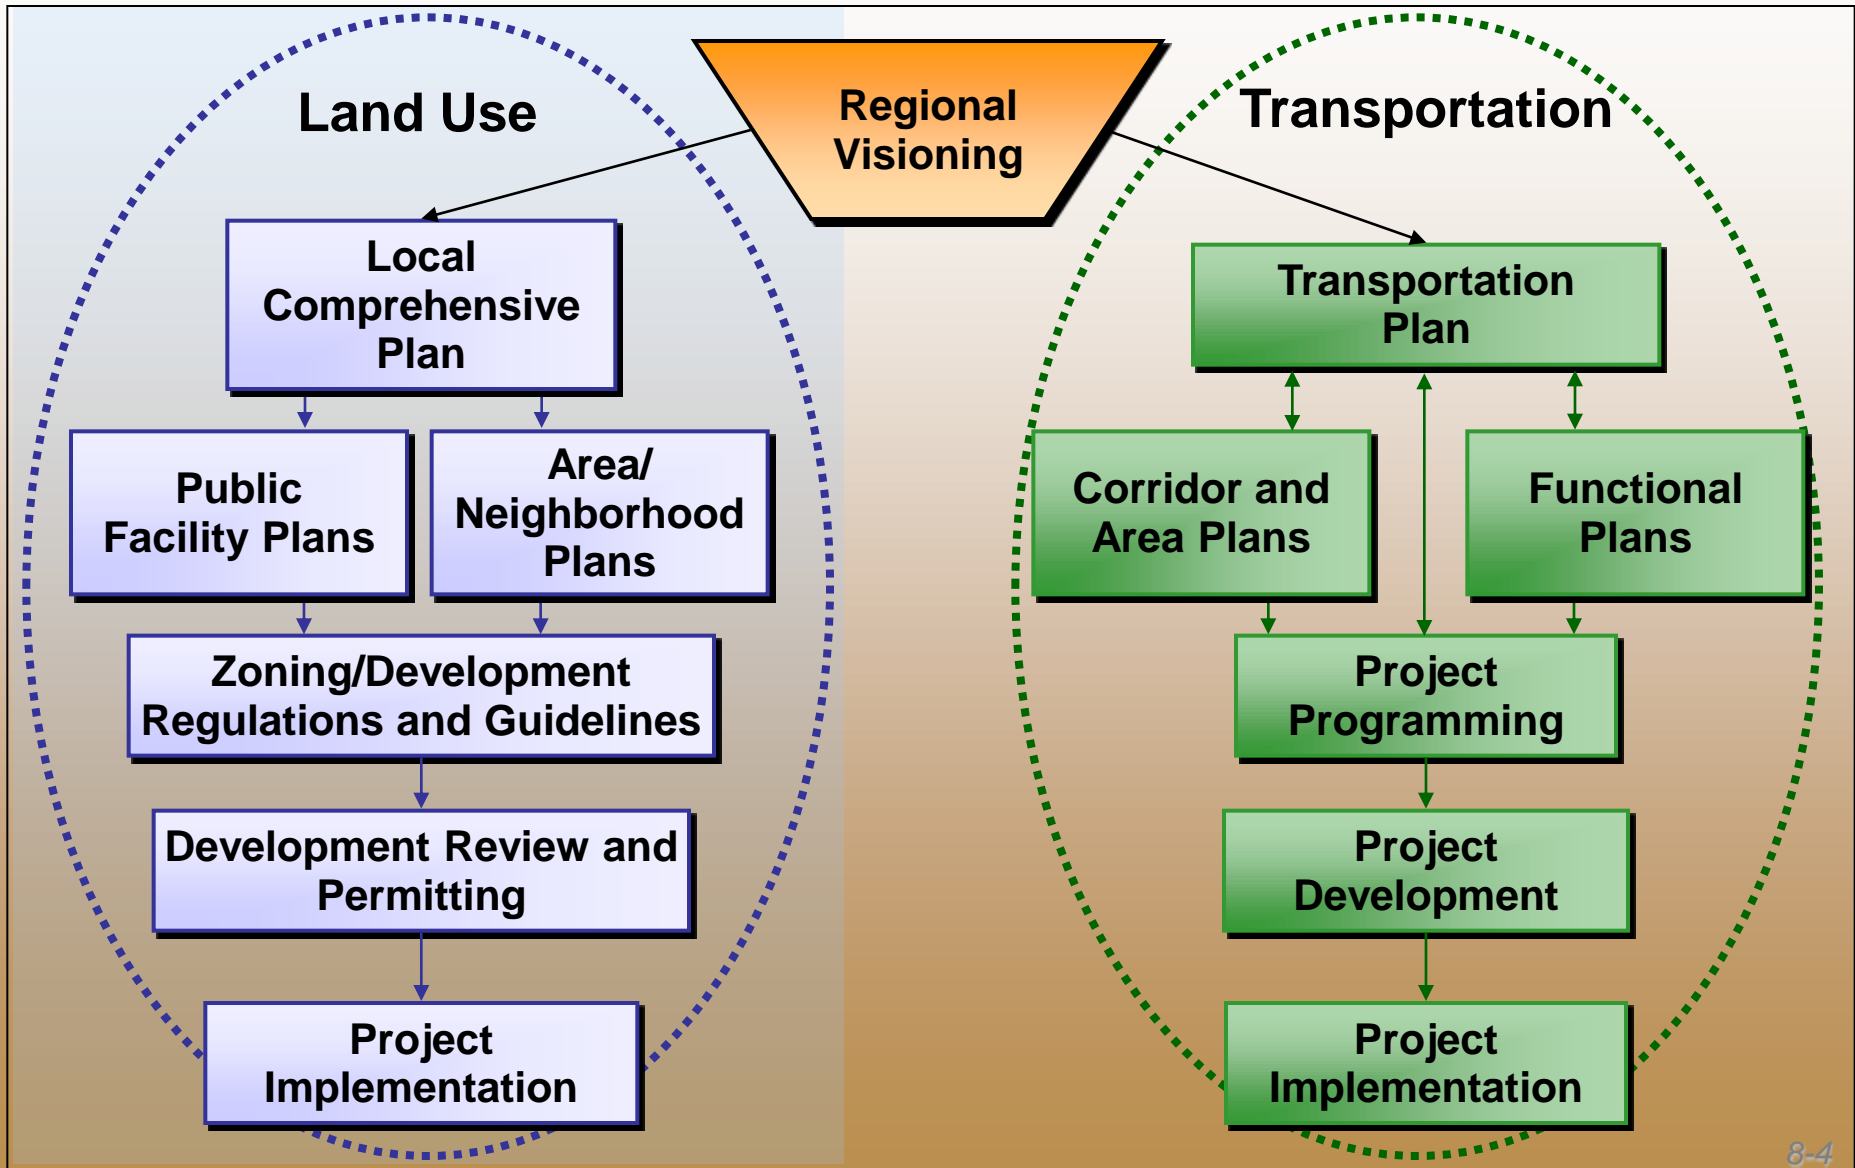 Land Use
Regional
Visioning
Transportation
Local
Comprehensive
Plan
Public
Facility Plans
Area/
Neighborhood
Plans
Zoning/Development
Regulations and Guidelines
Development Review and
Permitting
Project
Implementation
Transportation
Plan
Corridor and
Area Plans
Functional
Plans
Project
Programming
Project
Development
Project
Implementation
8-4